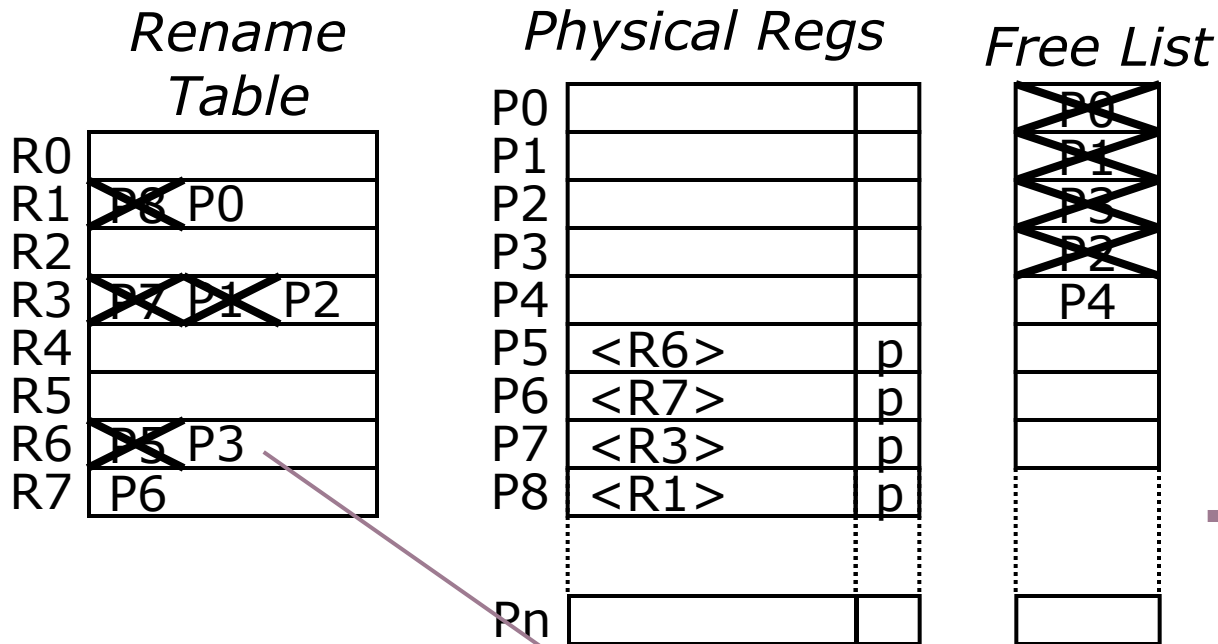 Rename
Table
R0
R1 P8 P0
R2
R3 P7 P1 P2
R4
R5
R6 P5 P3
R7 P6
Physical Regs
P0
P1
P2
P3
P4
P5 <R6> p
P6 <R7> p
P7 <R3> p
P8 <R1> p
Pn
Free List
P0
P1
P3
P2
P4